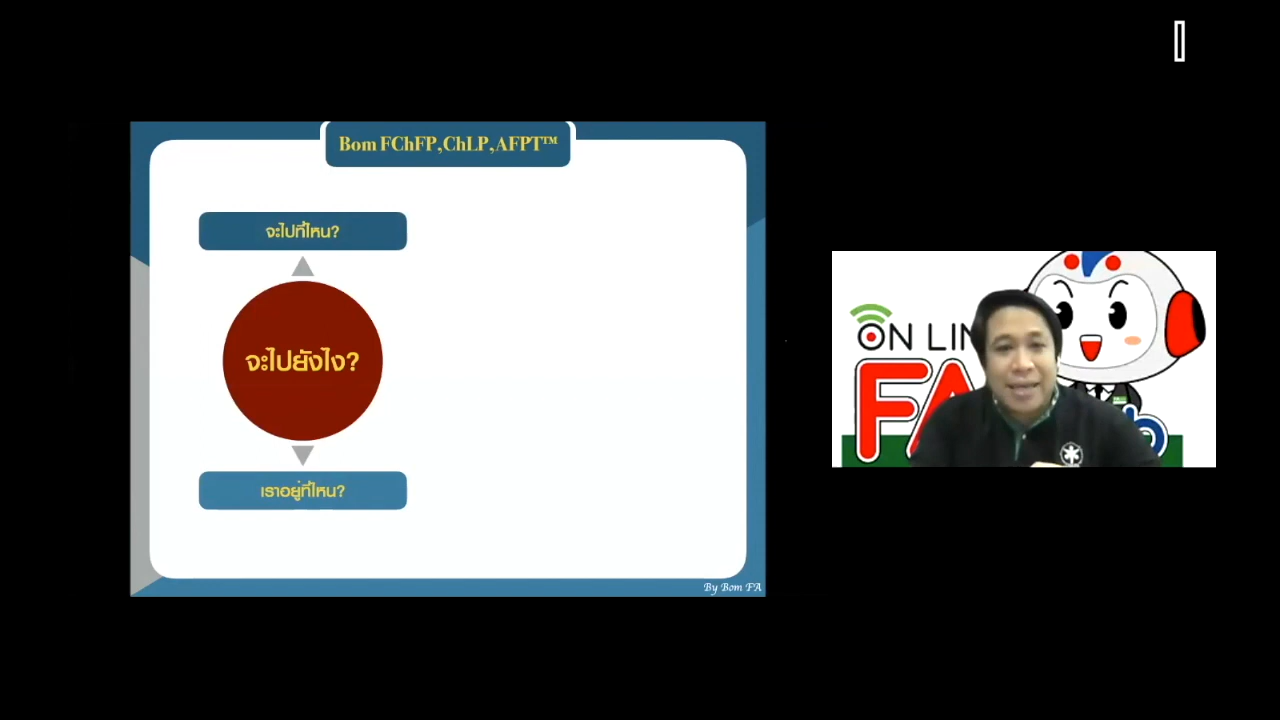 Bom FChFP,ChLP,AFPT™
จะไปที่ไหน?
จะไปยังไง?
เราอยู่ที่ไหน?
By Bom FA
ON LIN
FA
b